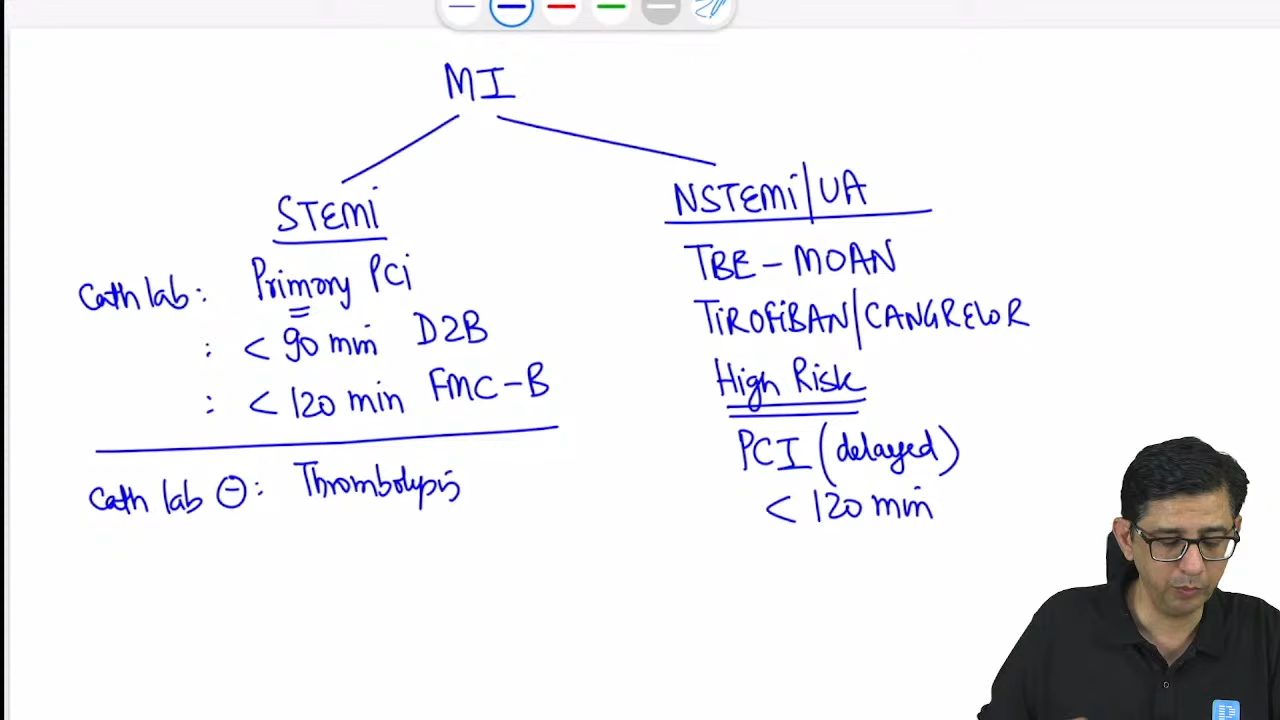 MI
STEMI
Cath lab : Primary PCi
: < 90 min D2B
: < 120 min FMC-B
Cath lab ⊖ : Thrombolysis
NSTEMI/UA
TBE - MOAN
TIROFIBAN/CANGRELOR
High Risk
PCI (delayed)
< 120 min